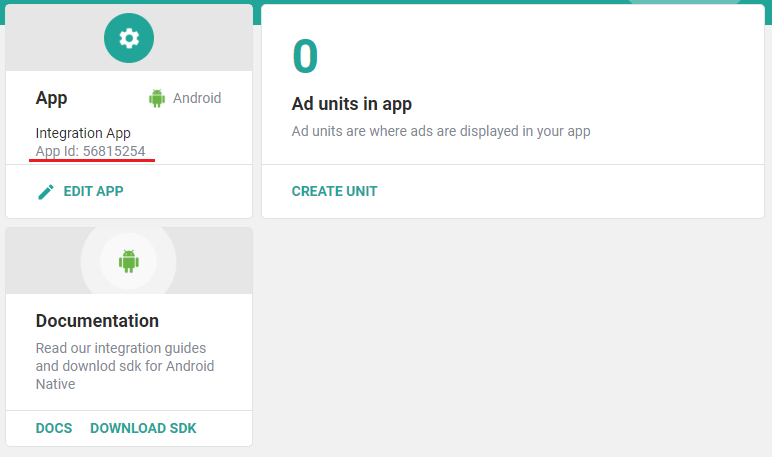 App
Android
Integration App
App Id: 56815254
EDIT APP
0
Ad units in app
Ad units are where ads are displayed in your app
CREATE UNIT
Documentation
Read our integration guides
and downlod sdk for Android
Native
DOCS
DOWNLOAD SDK